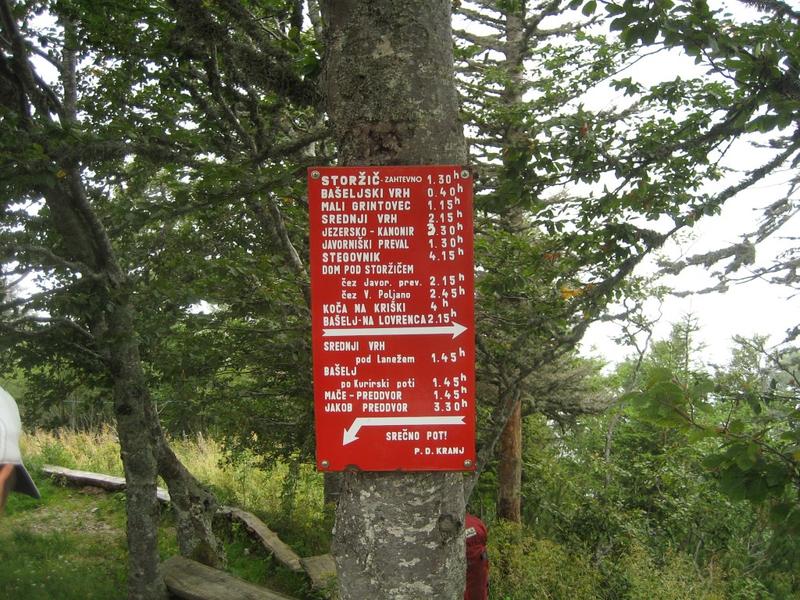 STORŽIČ - ZAHTEVNO 1.30h
BAŠELJSKI VRH 0.40h
MALI GRINTOVEC 1.15h
SREDNJI VRH 2.15h
JEZERSKO - KANONIR 3.30h
JAVORNIŠKI PREVAL 1.30h
STEGOVNIK 4.15h
DOM POD STORŽIČEM
čez Javor. prev. 2.15h
čez V. Poljano 2.45h
KOČA NA KRIŠKI 4h
BAŠELJ-NA LOVRENCA 2.15h
SREDNJI VRH
pod Lanežem 1.45h
BAŠELJ
po Kurirski poti 1.45h
MAČE - PREDDVOR 1.45h
JAKOB PREDDVOR 3.30h
SREČNO POT!
P. D. KRANJ